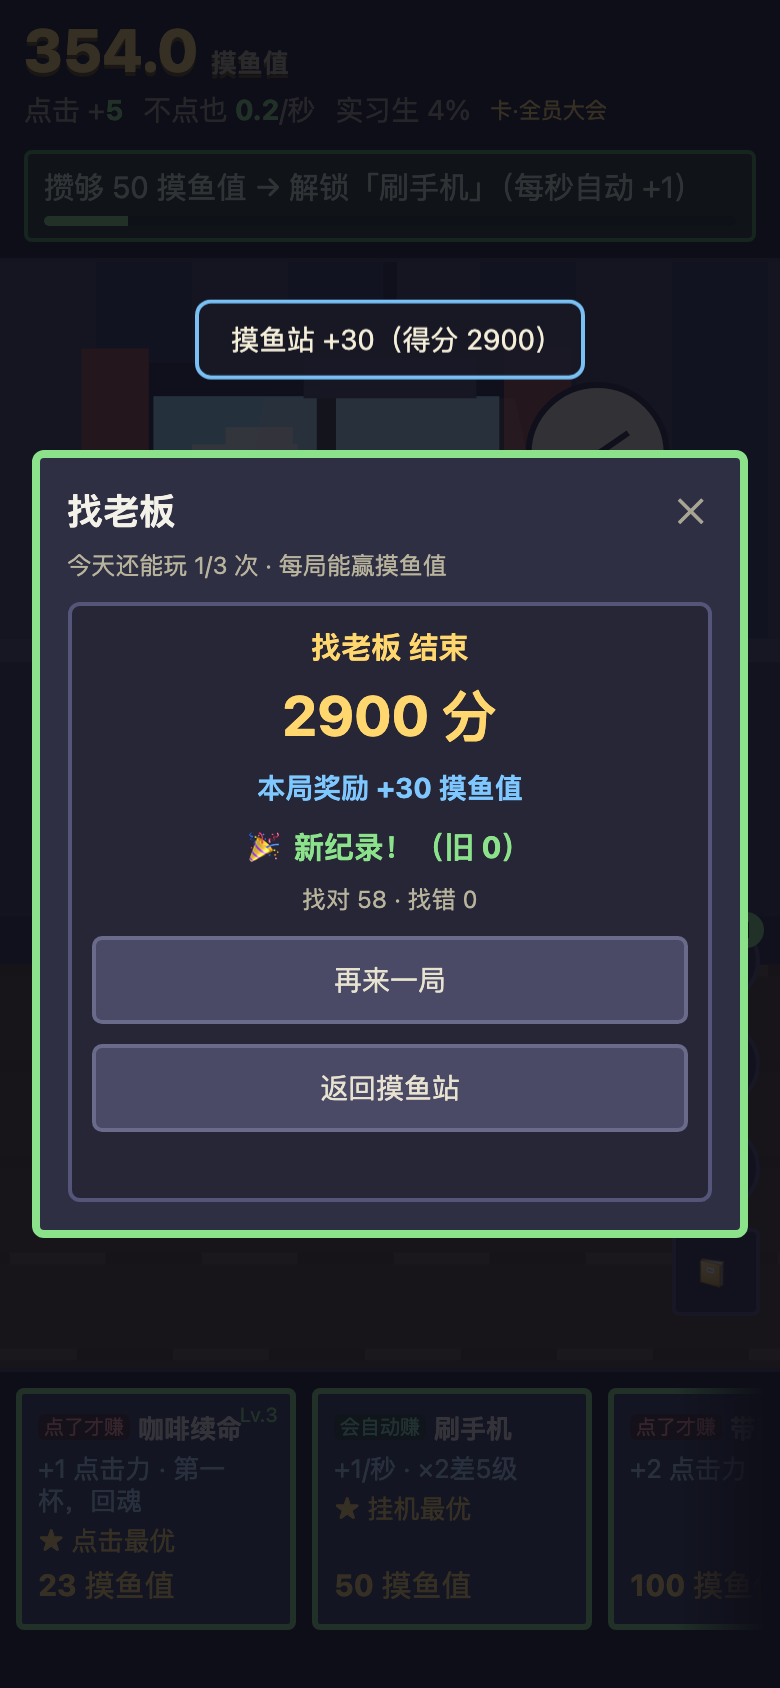 354.0 摸鱼值
点击 +5 不点也 0.2/秒 实习生 4% 卡·全员大会
攒够 50 摸鱼值 → 解锁「刷手机」（每秒自动 +1）
摸鱼站 +30（得分 2900）
找老板
今天还能玩 1/3 次 · 每局能赢摸鱼值
找老板 结束
2900 分
本局奖励 +30 摸鱼值
🎉 新纪录！（旧 0）
找对 58 · 找错 0
再来一局
返回摸鱼站
点了才赚 咖啡续命 Lv.3
+1 点击力 · 第一
杯，回魂
★ 点击最优
23 摸鱼值
会自动赚 刷手机
+1/秒 · ×2差5级
★ 挂机最优
50 摸鱼值
点了才赚 带
+2 点击力
100 摸鱼